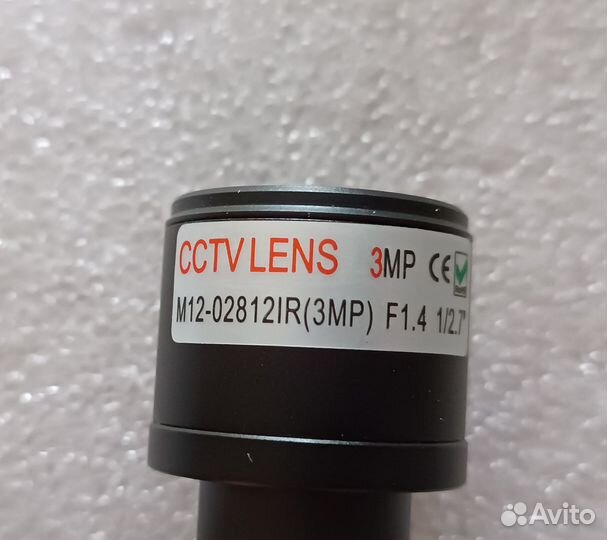 CCTV LENS 3MP CE
M12-02812IR(3MP) F1.4 1/2.7"
Avito